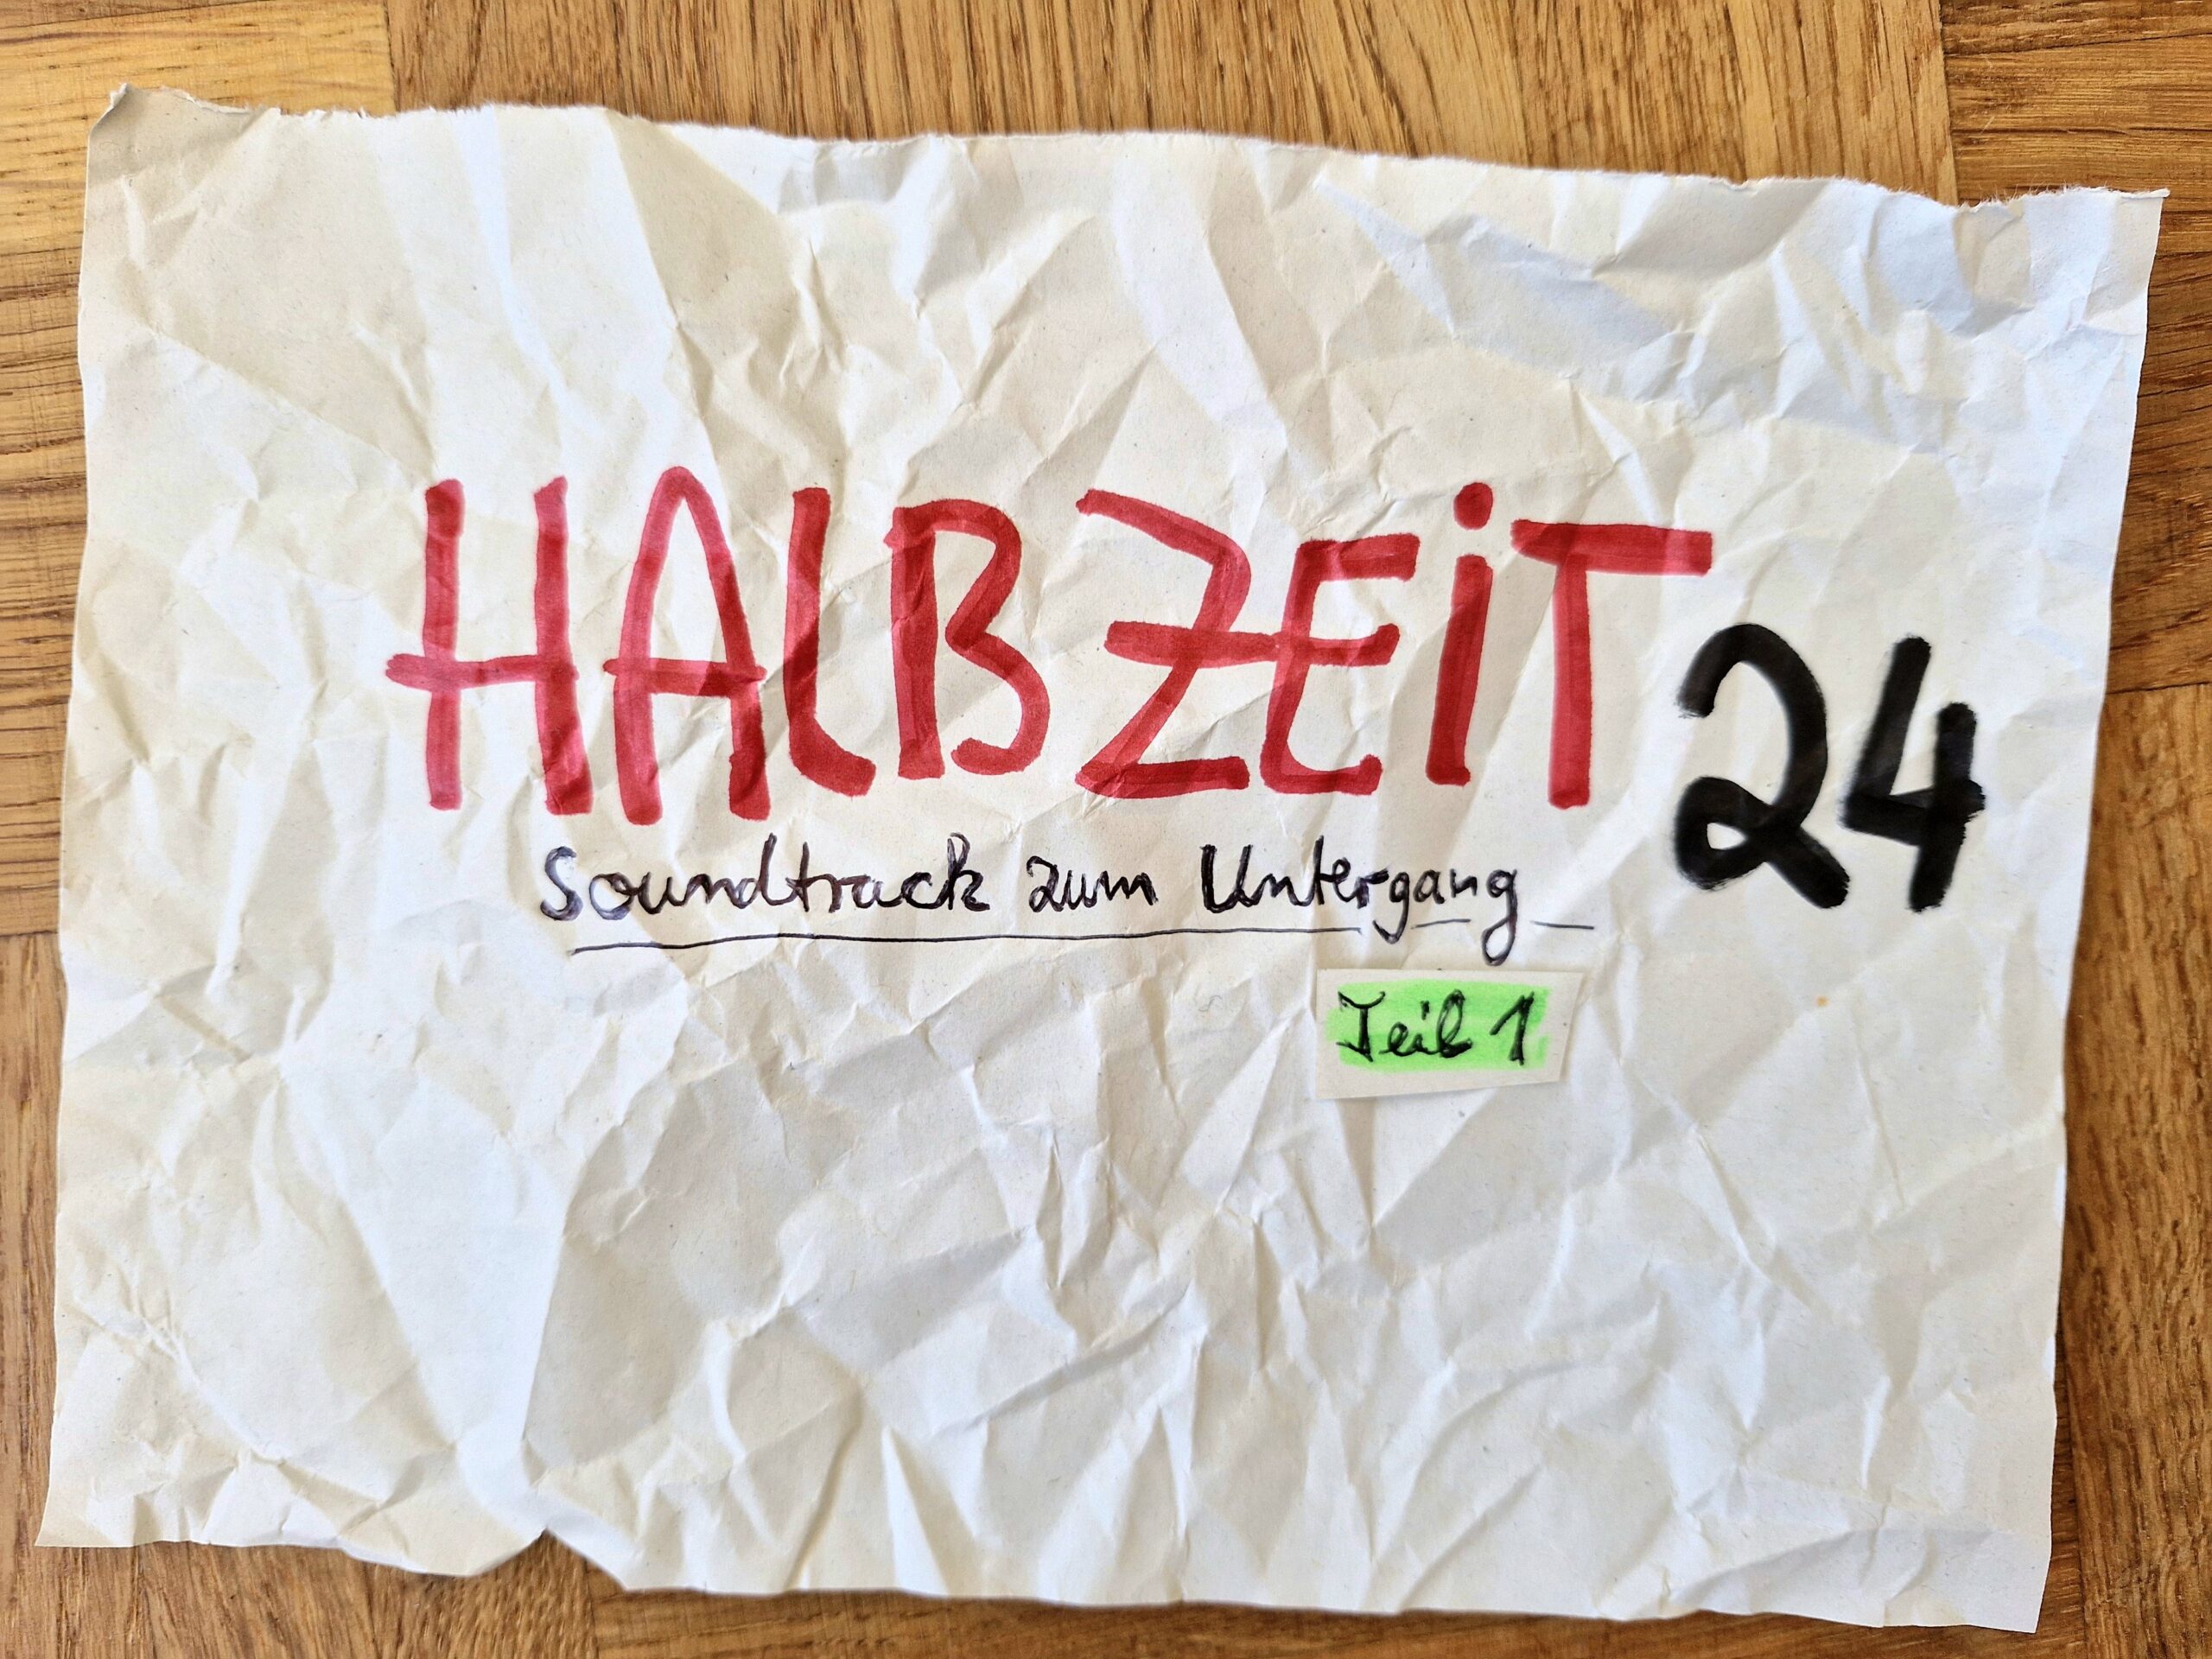 HALBZEiT 24
Soundtrack zum Untergang
Teil 1